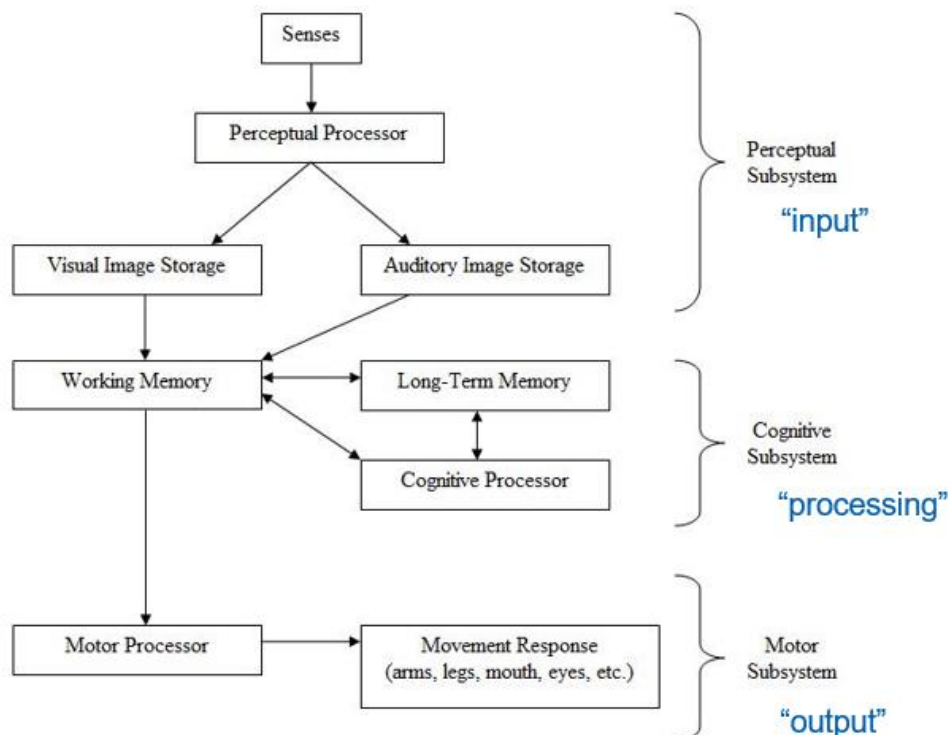 Senses
Perceptual Processor
Perceptual
Subsystem
“input”
Visual Image Storage
Auditory Image Storage
Working Memory
Long-Term Memory
Cognitive
Subsystem
Cognitive Processor
“processing”
Motor Processor
Movement Response
(arms, legs, mouth, eyes, etc.)
Motor
Subsystem
“output”